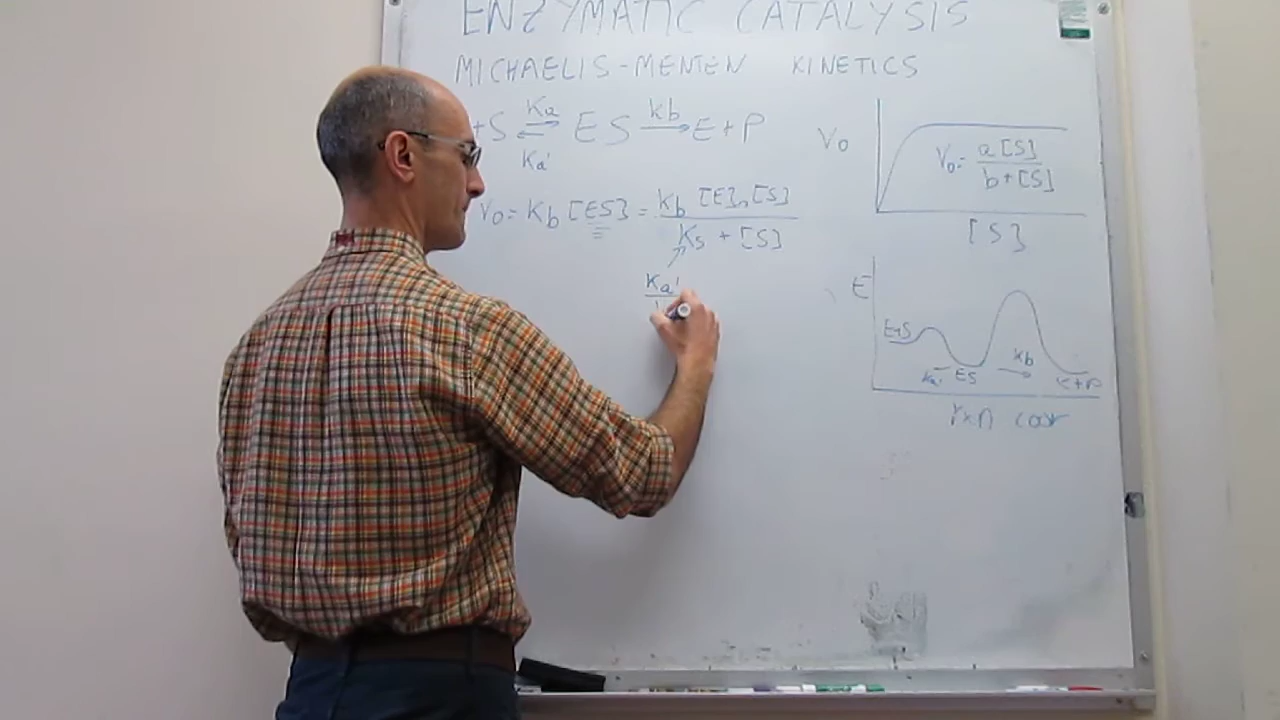 ENZYMATIC CATALYSIS
MICHAELIS-MENTEN KINETICS
+S ⇌ ES → E+P
Ka
kb
Ka'
V0 = Kb [ES] = kb [E]0 [S]
Ks + [S]
Ka'
V0
V0 = a[S]
b+[S]
[S]
E
E+S
ka' ES
kb
E+P
rxn coor